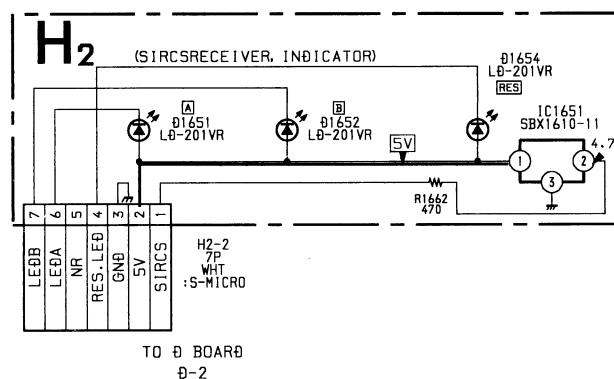 H2
(SIRCSRECEIVER, INDICATOR)
D1654
LD-201VR
RES
A
D1651
LD-201VR
B
D1652
LD-201VR
5V
IC1651
SBX1610-11
1
2
3
4.7
R1662
470
7 6 5 4 3 2 1
LEDB
LEDA
NR
RES.LED
GND
5V
SIRCS
H2-2
7P
WHT
:S-MICRO
TO D BOARD
D-2